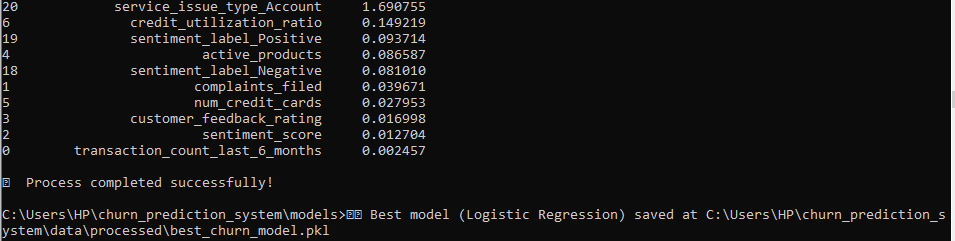 20 service_issue_type_Account 1.690755
6 credit_utilization_ratio 0.149219
19 sentiment_label_Positive 0.093714
4 active_products 0.086587
18 sentiment_label_Negative 0.081010
1 complaints_filed 0.039671
5 num_credit_cards 0.027953
3 customer_feedback_rating 0.016998
2 sentiment_score 0.012704
0 transaction_count_last_6_months 0.002457
Process completed successfully!
C:\Users\HP\churn_prediction_system\models> Best model (Logistic Regression) saved at C:\Users\HP\churn_prediction_s
ystem\data\processed\best_churn_model.pkl